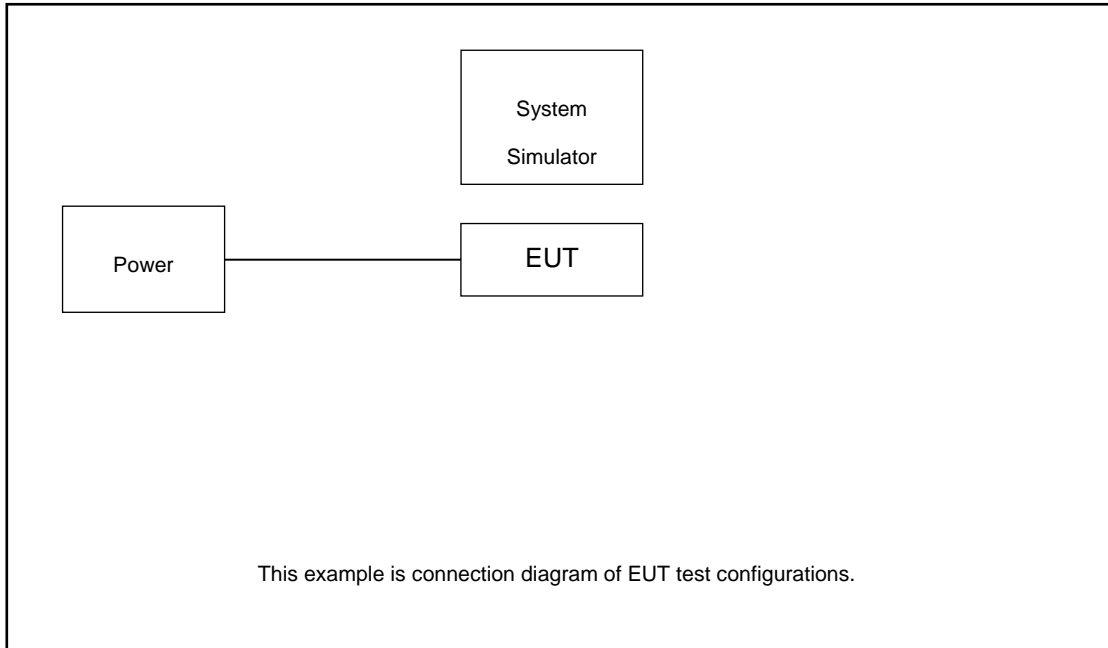 System
Simulator
Power
EUT
This example is connection diagram of EUT test configurations.